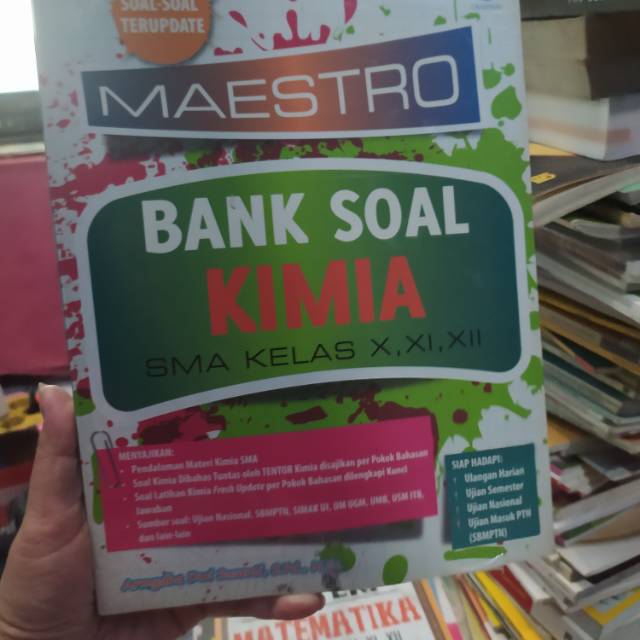 SOAL-SOAL
TERUPDATE
MAESTRO
BANK SOAL
KIMIA
SMA KELAS X, XI, XII
MENYAJIKAN:
Pendalaman Materi Kimia SMA
Soal Kimia Dibahas Tuntas oleh TENTOR Kimia disajikan per Pokok Bahasan
Soal Latihan Kimia Fresh Update per Pokok Bahasan dilengkapi Kunci
Jawaban
Sumber soal: Ujian Nasional, SBMPTN, SIMAK UI, UM UGM, UMB, USM ITB,
dan lain-lain
SIAP HADAPI:
Ulangan Harian
Ujian Semester
Ujian Nasional
Ujian Masuk PTN
(SBMPTN)
MATEMATIKA